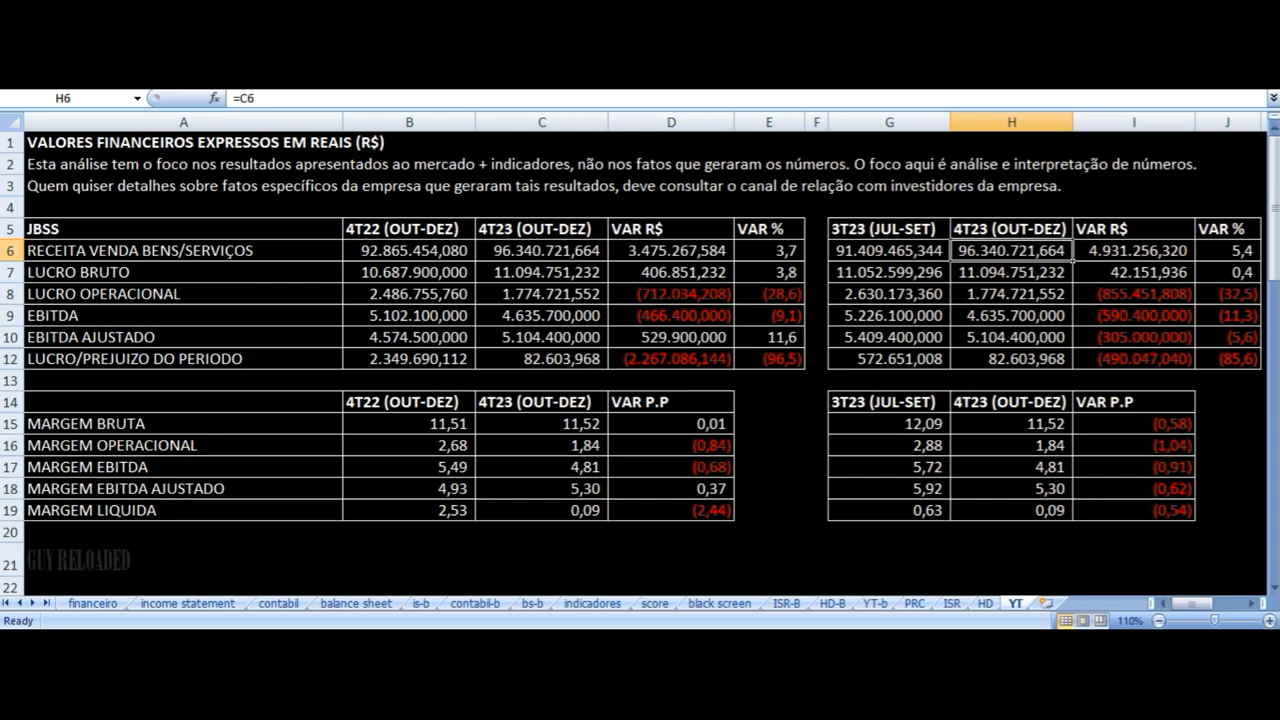 H6 fx =C6
A B C D E F G H I J
1 VALORES FINANCEIROS EXPRESSOS EM REAIS (R$)
2 Esta análise tem o foco nos resultados apresentados ao mercado + indicadores, não nos fatos que geraram os números. O foco aqui é análise e interpretação de números.
3 Quem quiser detalhes sobre fatos específicos da empresa que geraram tais resultados, deve consultar o canal de relação com investidores da empresa.
4
5 JBSS 4T22 (OUT-DEZ) 4T23 (OUT-DEZ) VAR R$ VAR % 3T23 (JUL-SET) 4T23 (OUT-DEZ) VAR R$ VAR %
6 RECEITA VENDA BENS/SERVIÇOS 92.865.454,080 96.340.721,664 3.475.267,584 3,7 91.409.465,344 96.340.721,664 4.931.256,320 5,4
7 LUCRO BRUTO 10.687.900,000 11.094.751,232 406.851,232 3,8 11.052.599,296 11.094.751,232 42.151,936 0,4
8 LUCRO OPERACIONAL 2.486.755,760 1.774.721,552 (712.034,208) (28,6) 2.630.173,360 1.774.721,552 (855.451,808) (32,5)
9 EBITDA 5.102.100,000 4.635.700,000 (466.400,000) (9,1) 5.226.100,000 4.635.700,000 (590.400,000) (11,3)
10 EBITDA AJUSTADO 4.574.500,000 5.104.400,000 529.900,000 11,6 5.409.400,000 5.104.400,000 (305.000,000) (5,6)
12 LUCRO/PREJUIZO DO PERIODO 2.349.690,112 82.603,968 (2.267.086,144) (96,5) 572.651,008 82.603,968 (490.047,040) (85,6)
13
14 4T22 (OUT-DEZ) 4T23 (OUT-DEZ) VAR P.P 3T23 (JUL-SET) 4T23 (OUT-DEZ) VAR P.P
15 MARGEM BRUTA 11,51 11,52 0,01 12,09 11,52 (0,58)
16 MARGEM OPERACIONAL 2,68 1,84 (0,84) 2,88 1,84 (1,04)
17 MARGEM EBITDA 5,49 4,81 (0,68) 5,72 4,81 (0,91)
18 MARGEM EBITDA AJUSTADO 4,93 5,30 0,37 5,92 5,30 (0,62)
19 MARGEM LIQUIDA 2,53 0,09 (2,44) 0,63 0,09 (0,54)
20
21 GUY RELOADED
22
financeiro income statement contabil balance sheet is-b contabil-b bs-b indicadores score black screen ISR-B HD-B YT-b PRC ISR HD YT
Ready 110%